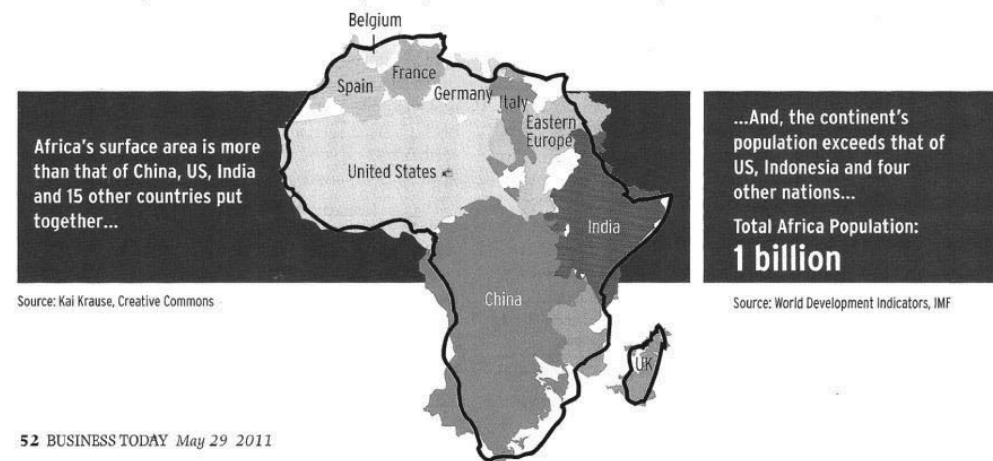 Belgium
Spain
France
Germany
Italy
Eastern
Europe
United States
India
China
UK
Africa's surface area is more
than that of China, US, India
and 15 other countries put
together...
Source: Kai Krause, Creative Commons
...And, the continent's
population exceeds that of
US, Indonesia and four
other nations...
Total Africa Population:
1 billion
Source: World Development Indicators, IMF
52 BUSINESS TODAY May 29 2011